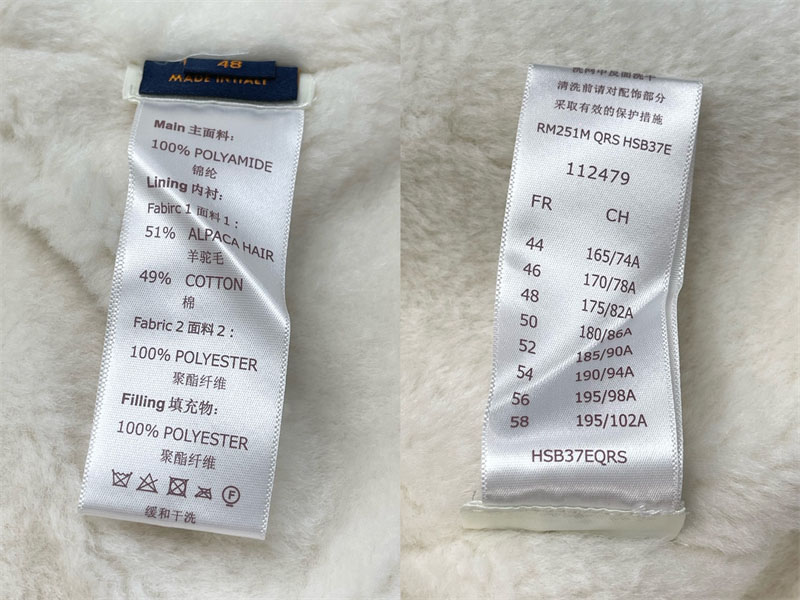 48
MADE IN ITALY
Main 主面料:
100% POLYAMIDE
锦纶
Lining 内衬:
Fabirc 1 面料 1 :
51% ALPACA HAIR
羊驼毛
49% COTTON
棉
Fabric 2 面料 2 :
100% POLYESTER
聚酯纤维
Filling 填充物:
100% POLYESTER
聚酯纤维
F
缓和干洗
清洗前请对配饰部分
采取有效的保护措施
RM251M QRS HSB37E
112479
FR CH
44 165/74A
46 170/78A
48 175/82A
50 180/86A
52 185/90A
54 190/94A
56 195/98A
58 195/102A
HSB37EQRS